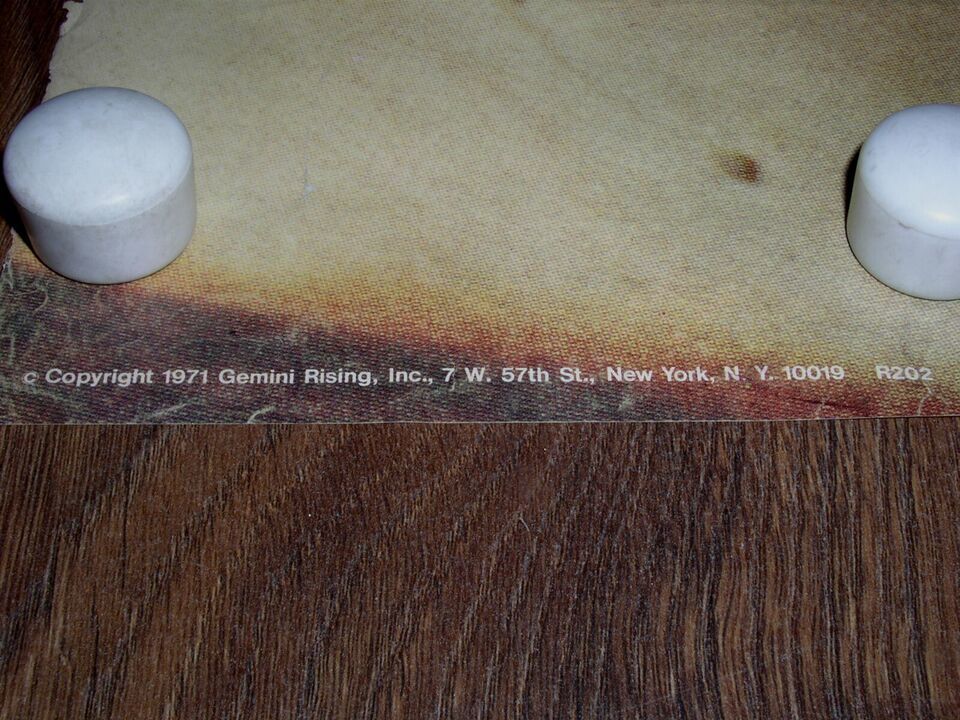 c Copyright 1971 Gemini Rising, Inc., 7 W. 57th St., New York, N Y. 10019 R202